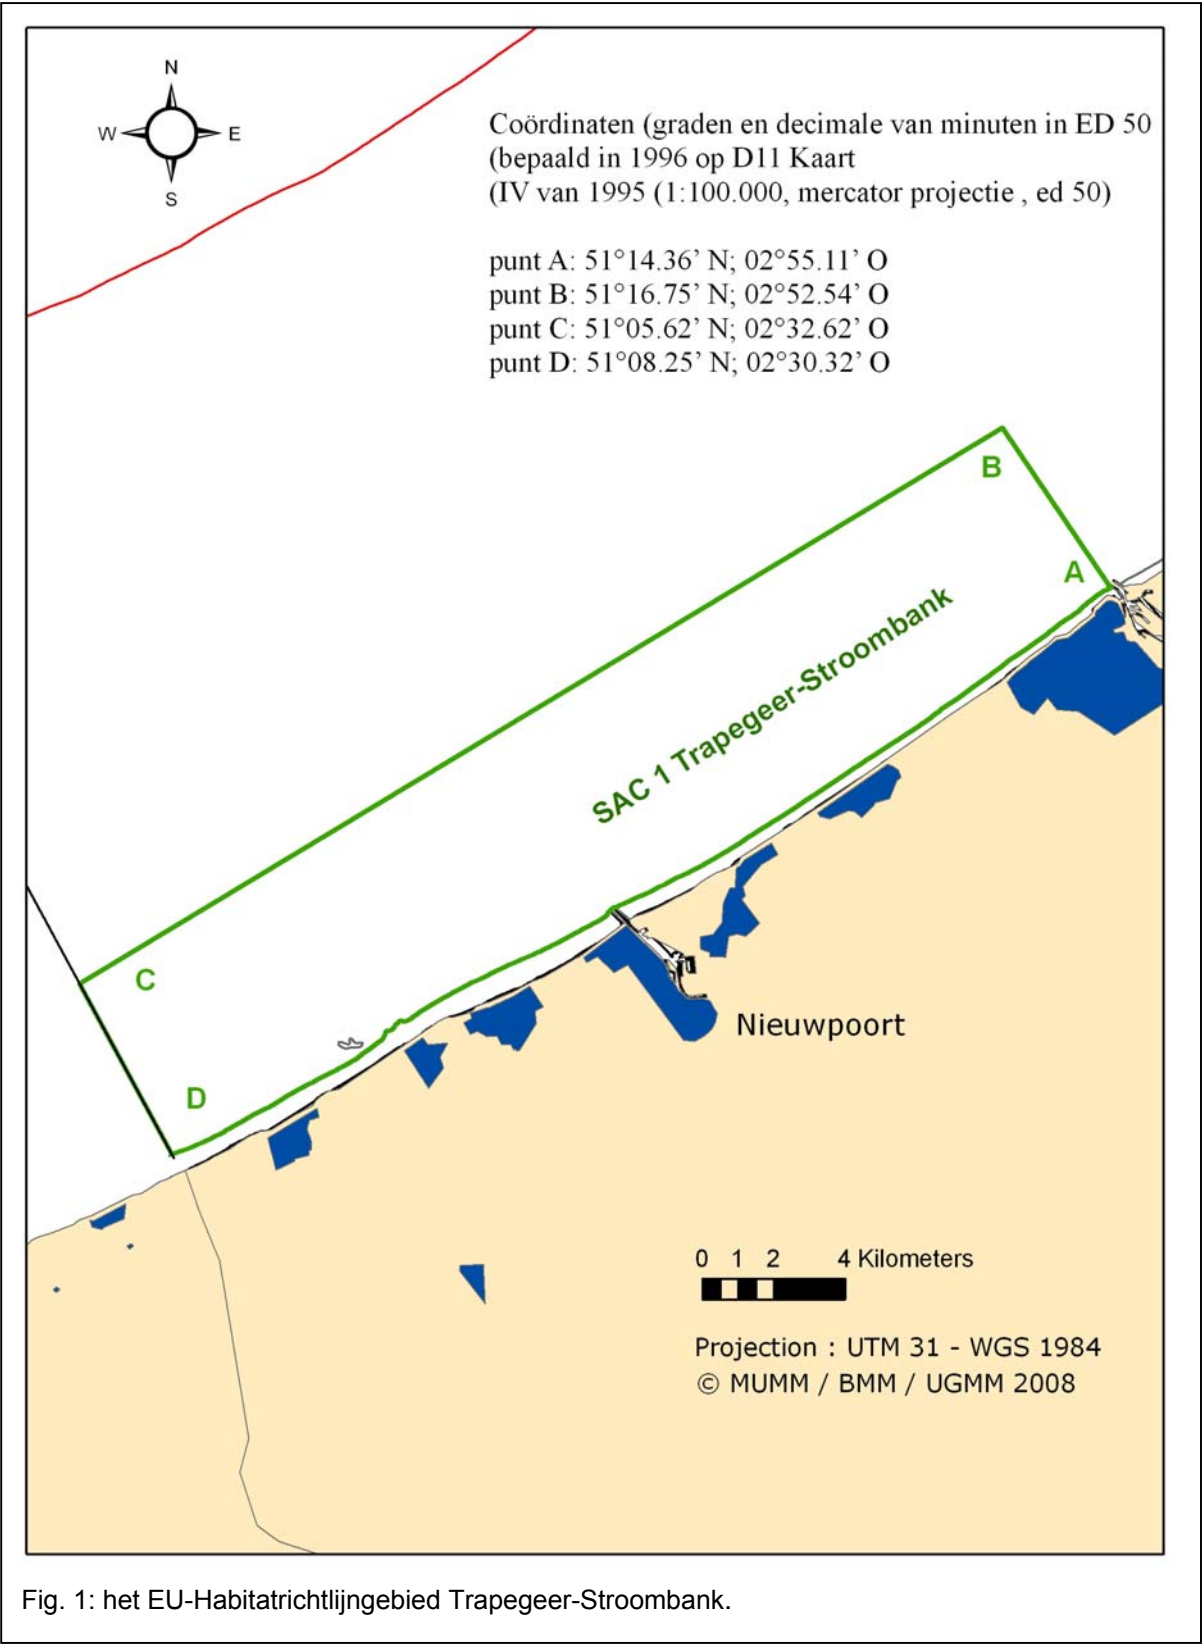 N
W E
S
Coördinaten (graden en decimale van minuten in ED 50
(bepaald in 1996 op D11 Kaart
(IV van 1995 (1:100.000, mercator projectie , ed 50)
punt A: 51°14.36’ N; 02°55.11’ O
punt B: 51°16.75’ N; 02°52.54’ O
punt C: 51°05.62’ N; 02°32.62’ O
punt D: 51°08.25’ N; 02°30.32’ O
B
A
SAC 1 Trapegeer-Stroombank
C
Nieuwpoort
D
0 1 2 4 Kilometers
Projection : UTM 31 - WGS 1984
© MUMM / BMM / UGMM 2008
Fig. 1: het EU-Habitatrichtlijngebied Trapegeer-Stroombank.